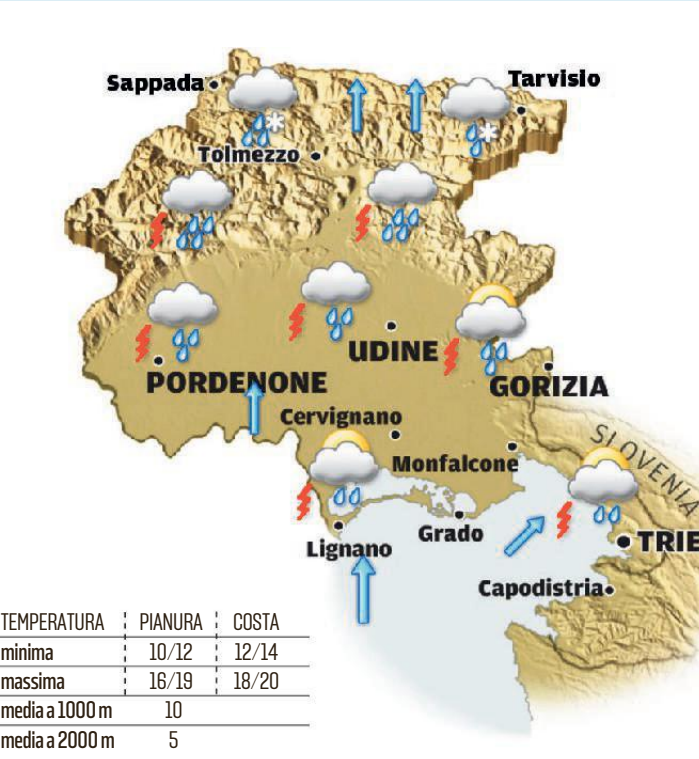 Sappada
Tarvisio
Tolmezzo
UDINE
PORDENONE
GORIZIA
Cervignano
SLOVENIA
Monfalcone
Grado
TRIE
Lignano
Capodistria
TEMPERATURA PIANURA COSTA
minima 10/12 12/14
massima 16/19 18/20
media a 1000 m 10
media a 2000 m 5